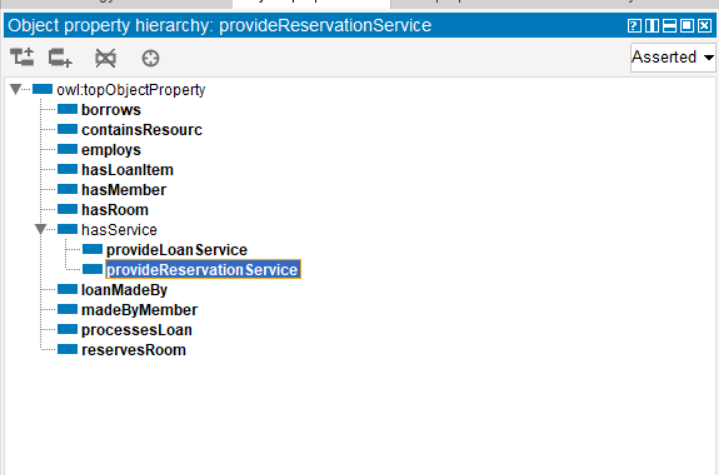 Object property hierarchy: provideReservationService
Asserted
owl:topObjectProperty
borrows
containsResourc
employs
hasLoanItem
hasMember
hasRoom
hasService
provideLoanService
provideReservationService
loanMadeBy
madeByMember
processesLoan
reservesRoom